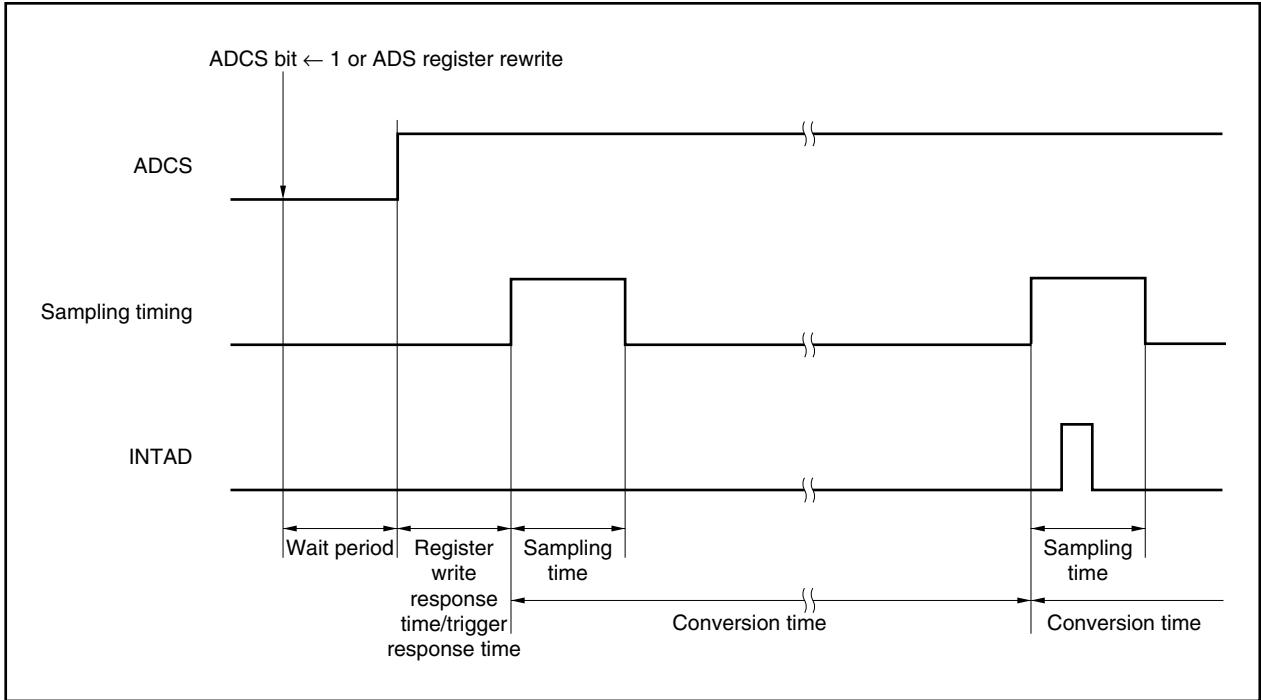 ADCS bit ← 1 or ADS register rewrite
ADCS
Sampling timing
INTAD
Wait period
Register
write
response
time/trigger
response time
Sampling
time
Sampling
time
Conversion time
Conversion time